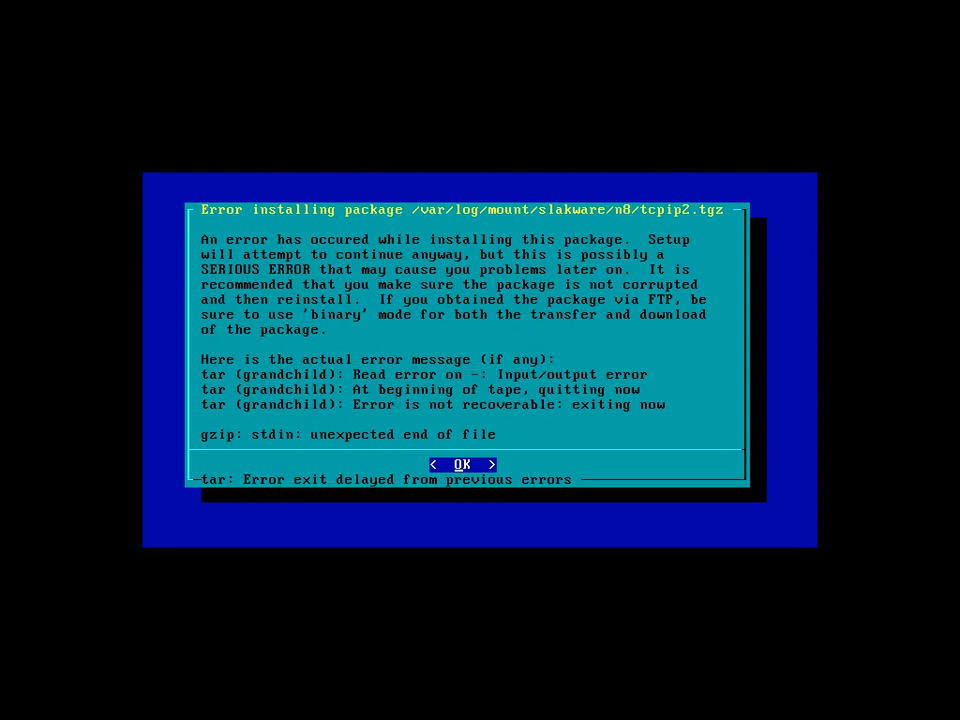 Error installing package /var/log/mount/slakware/n8/tcpip2.tgz
An error has occured while installing this package.  Setup
will attempt to continue anyway, but this is possibly a
SERIOUS ERROR that may cause you problems later on.  It is
recommended that you make sure the package is not corrupted
and then reinstall.  If you obtained the package via FTP, be
sure to use 'binary' mode for both the transfer and download
of the package.
Here is the actual error message (if any):
tar (grandchild): Read error on -: Input/output error
tar (grandchild): At beginning of tape, quitting now
tar (grandchild): Error is not recoverable: exiting now
gzip: stdin: unexpected end of file
<  OK  >
tar: Error exit delayed from previous errors